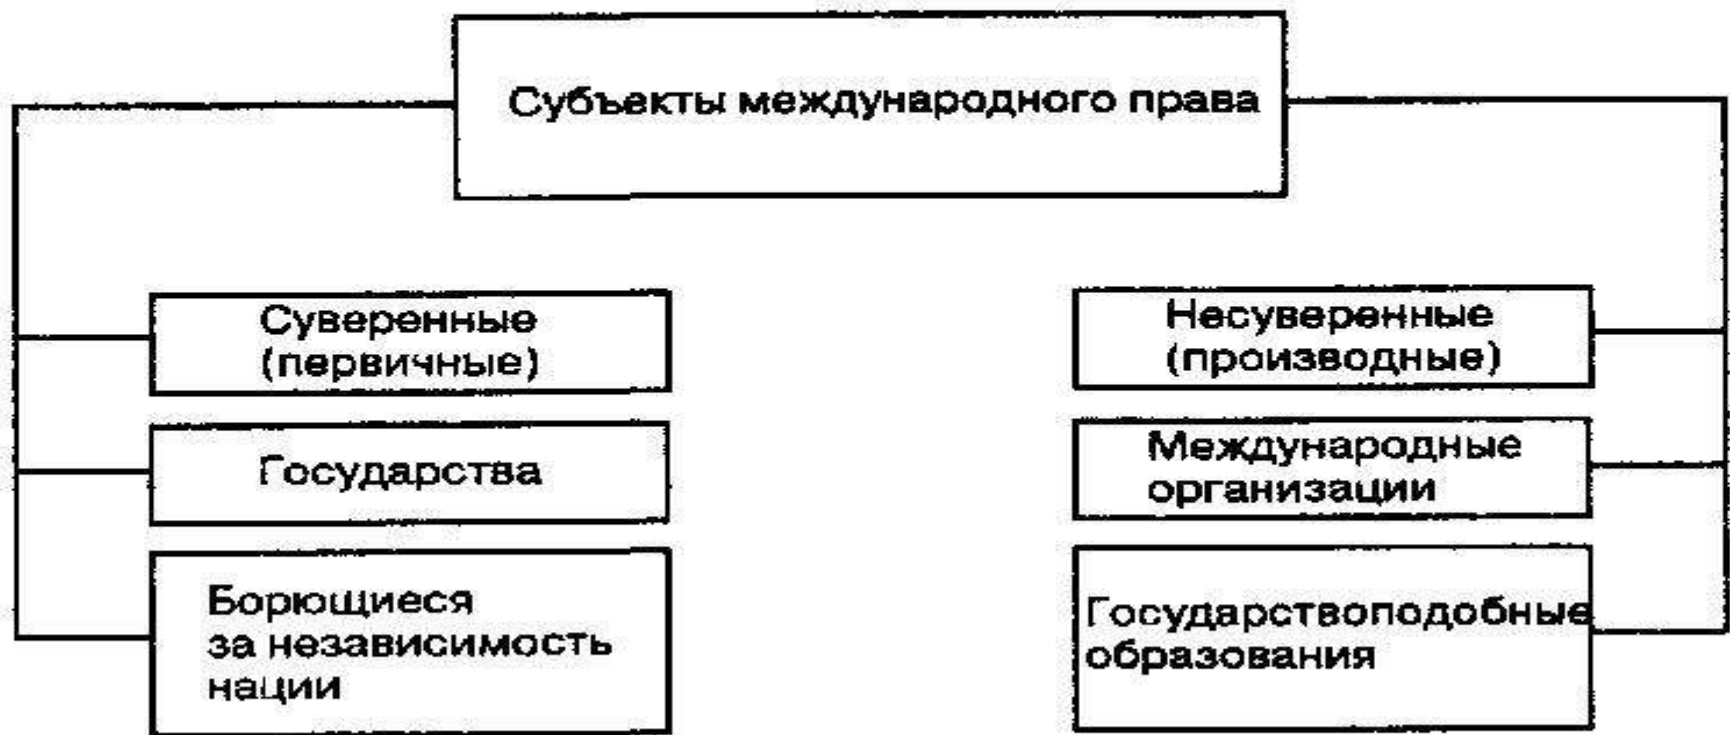 Субъекты международного права
Суверенные
(первичные)
Государства
Борющиеся
за независимость
нации
Несуверенные
(производные)
Международные
организации
Государствоподобные
образования